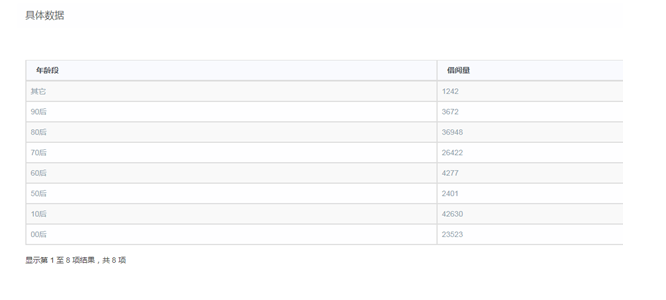 具体数据
年龄段 借阅量
其它 1242
90后 3672
80后 36948
70后 26422
60后 4277
50后 2401
10后 42630
00后 23523
显示第 1 至 8 项结果，共 8 项